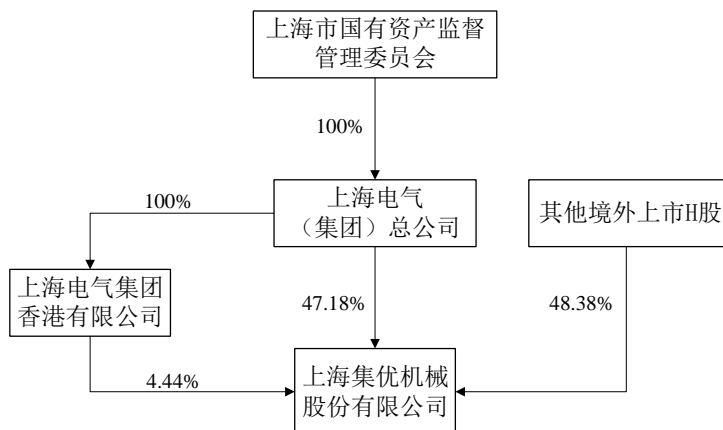 上海市国有资产监督
管理委员会
100%
100%
上海电气
（集团）总公司
其他境外上市H股
上海电气集团
香港有限公司
47.18%
48.38%
4.44%
上海集优机械
股份有限公司